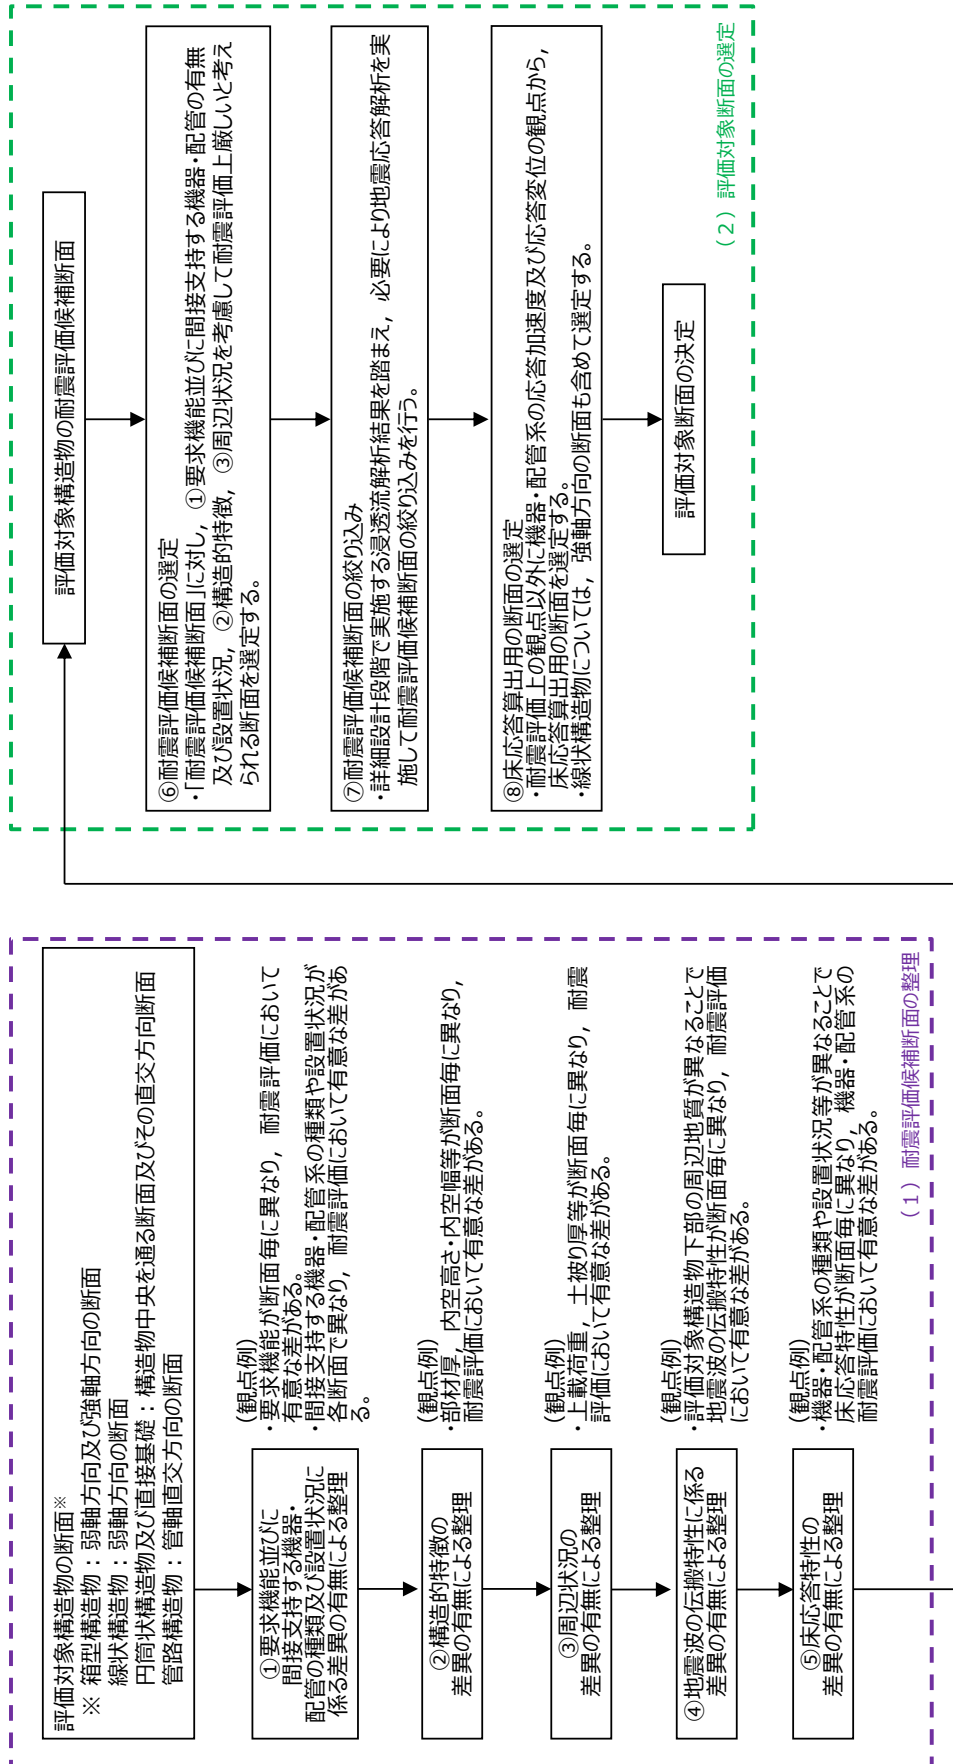 評価対象構造物の断面※
※ 箱型構造物:弱軸方向及び強軸方向の断面
線状構造物:弱軸方向の断面
円筒状構造物及び直接基礎:構造物中央を通る断面及びその直交方向断面
管路構造物:管軸直交方向の断面
①要求機能並びに
間接支持する機器・
配管の種類及び設置状況に
係る差異の有無による整理
(観点例)
・要求機能が断面毎に異なり,耐震評価において
有意な差がある。
・間接支持する機器・配管系の種類や設置状況が
各断面で異なり,耐震評価において有意な差があ
る。
②構造的特徴の
差異の有無による整理
(観点例)
・部材厚,内空高さ・内空幅等が断面毎に異なり,
耐震評価において有意な差がある。
③周辺状況の
差異の有無による整理
(観点例)
・上載荷重,土被り厚等が断面毎に異なり,耐震
評価において有意な差がある。
④地震波の伝搬特性に係る
差異の有無による整理
(観点例)
・評価対象構造物下部の周辺地質が異なることで
地震波の伝搬特性が断面毎に異なり,耐震評価
において有意な差がある。
⑤床応答特性の
差異の有無による整理
(観点例)
・機器・配管系の種類や設置状況等が異なることで
床応答特性が断面毎に異なり,機器・配管系の
耐震評価において有意な差がある。
(1)耐震評価候補断面の整理
評価対象構造物の耐震評価候補断面
⑥耐震評価候補断面の選定
・「耐震評価候補断面」に対し,①要求機能並びに間接支持する機器・配管の有無
及び設置状況,②構造的特徴,③周辺状況を考慮して耐震評価上厳しいと考え
られる断面を選定する。
⑦耐震評価候補断面の絞り込み
・詳細設計段階で実施する浸透流解析結果を踏まえ,必要により地震応答解析を実
施して耐震評価候補断面の絞り込みを行う。
⑧床応答算出用の断面の選定
・耐震評価上の観点以外に機器・配管系の応答加速度及び応答変位の観点から,
床応答算出用の断面を選定する。
・線状構造物については,強軸方向の断面も含めて選定する。
評価対象断面の決定
(2)評価対象断面の選定